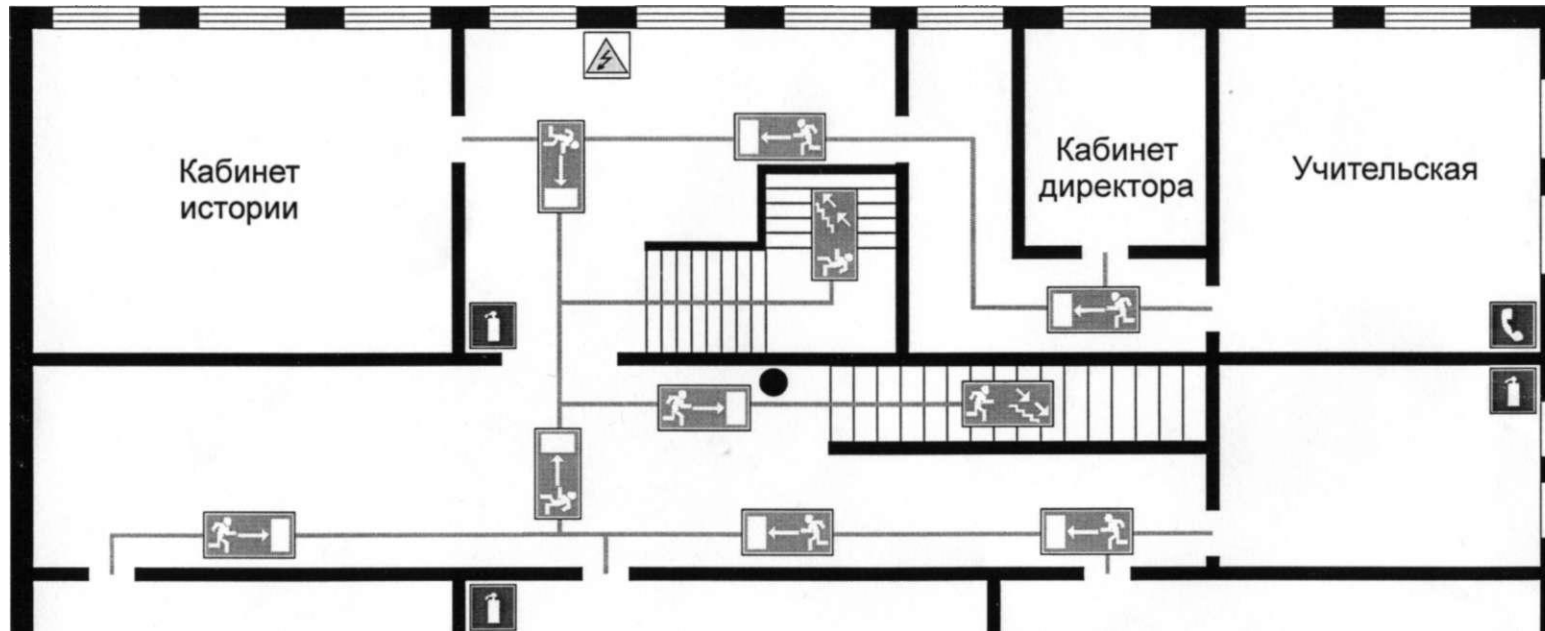 Кабинет
истории
Кабинет
директора
Учительская